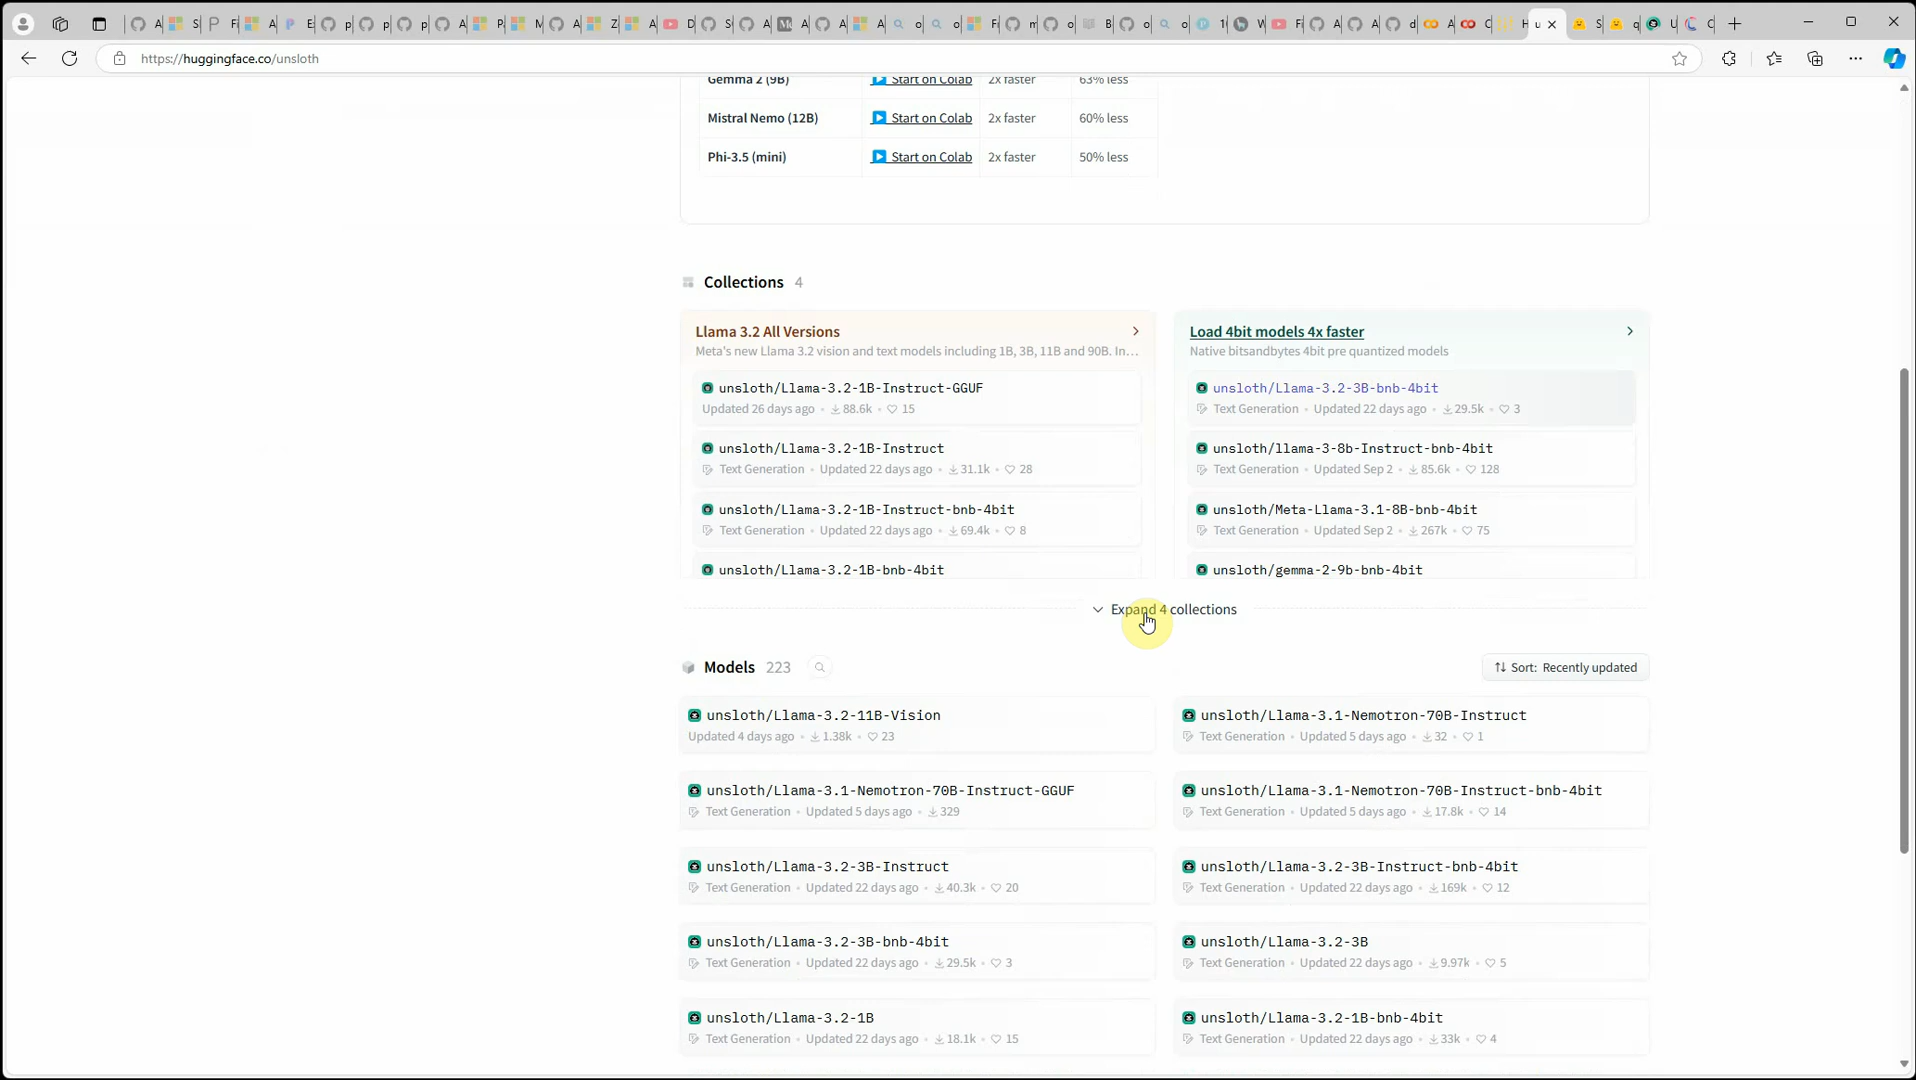 https://huggingface.co/unsloth
Gemma 2 (9B) Start on Colab 2x faster 63% less
Mistral Nemo (12B) Start on Colab 2x faster 60% less
Phi-3.5 (mini) Start on Colab 2x faster 50% less
Collections 4
Llama 3.2 All Versions
Meta's new Llama 3.2 vision and text models including 1B, 3B, 11B and 90B. In...
unsloth/Llama-3.2-1B-Instruct-GGUF
Updated 26 days ago • 88.6k • 15
unsloth/Llama-3.2-1B-Instruct
Text Generation • Updated 22 days ago • 31.1k • 28
unsloth/Llama-3.2-1B-Instruct-bnb-4bit
Text Generation • Updated 22 days ago • 69.4k • 8
unsloth/Llama-3.2-1B-bnb-4bit
Load 4bit models 4x faster
Native bitsandbytes 4bit pre quantized models
unsloth/Llama-3.2-3B-bnb-4bit
Text Generation • Updated 22 days ago • 29.5k • 3
unsloth/llama-3-8b-Instruct-bnb-4bit
Text Generation • Updated Sep 2 • 85.6k • 128
unsloth/Meta-Llama-3.1-8B-bnb-4bit
Text Generation • Updated Sep 2 • 267k • 75
unsloth/gemma-2-9b-bnb-4bit
Expand 4 collections
Models 223
Sort: Recently updated
unsloth/Llama-3.2-11B-Vision
Updated 4 days ago • 1.38k • 23
unsloth/Llama-3.1-Nemotron-70B-Instruct
Text Generation • Updated 5 days ago • 32 • 1
unsloth/Llama-3.1-Nemotron-70B-Instruct-GGUF
Text Generation • Updated 5 days ago • 329
unsloth/Llama-3.1-Nemotron-70B-Instruct-bnb-4bit
Text Generation • Updated 5 days ago • 17.8k • 14
unsloth/Llama-3.2-3B-Instruct
Text Generation • Updated 22 days ago • 40.3k • 20
unsloth/Llama-3.2-3B-Instruct-bnb-4bit
Text Generation • Updated 22 days ago • 169k • 12
unsloth/Llama-3.2-3B-bnb-4bit
Text Generation • Updated 22 days ago • 29.5k • 3
unsloth/Llama-3.2-3B
Text Generation • Updated 22 days ago • 9.97k • 5
unsloth/Llama-3.2-1B
Text Generation • Updated 22 days ago • 18.1k • 15
unsloth/Llama-3.2-1B-bnb-4bit
Text Generation • Updated 22 days ago • 33k • 4